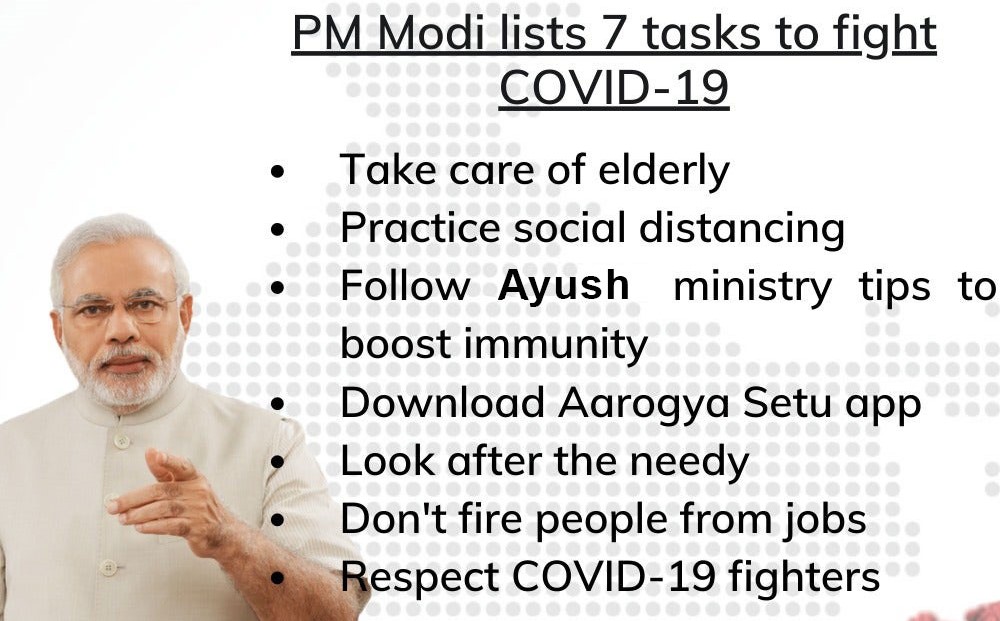 PM Modi lists 7 tasks to fight
COVID-19
• Take care of elderly
• Practice social distancing
• Follow Ayush ministry tips to
boost immunity
• Download Aarogya Setu app
• Look after the needy
• Don't fire people from jobs
• Respect COVID-19 fighters